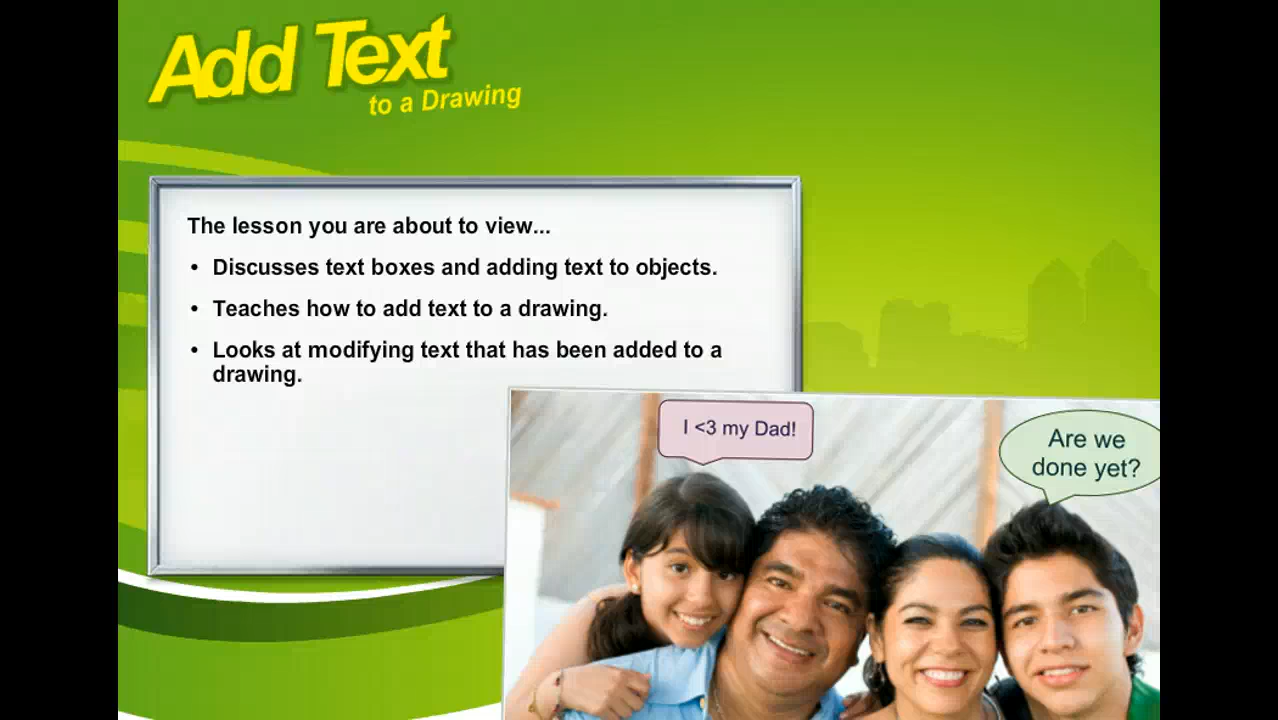 Add Text
to a Drawing
The lesson you are about to view...
• Discusses text boxes and adding text to objects.
• Teaches how to add text to a drawing.
• Looks at modifying text that has been added to a
drawing.
I <3 my Dad!
Are we
done yet?